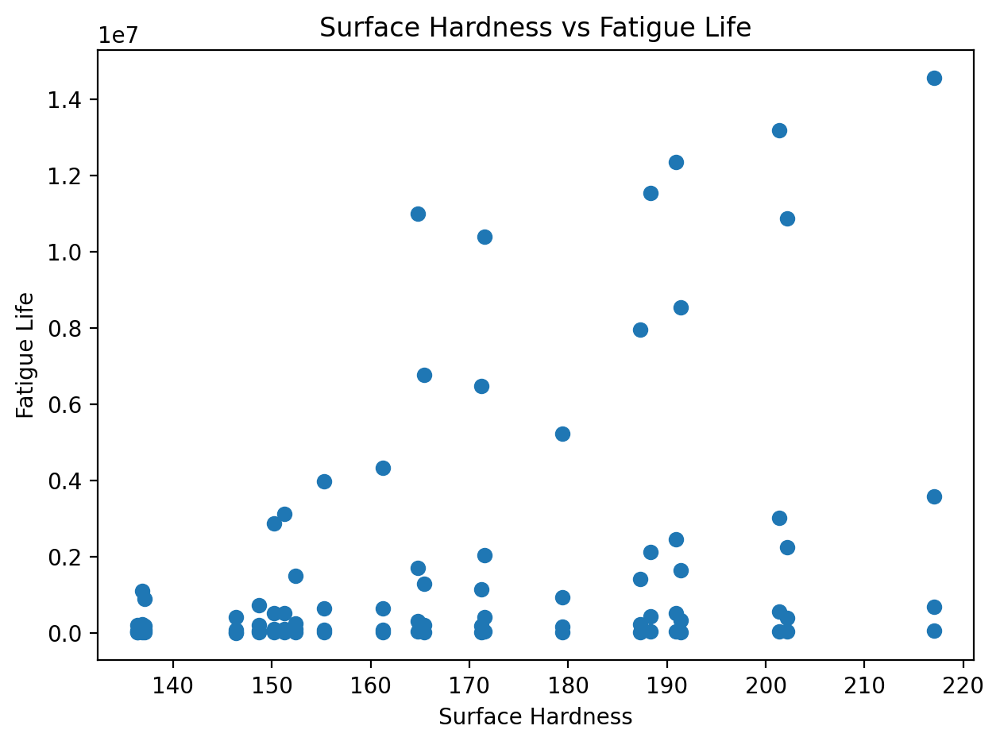 Surface Hardness vs Fatigue Life
1e7
1.4
1.2
1.0
0.8
0.6
0.4
0.2
0.0
Fatigue Life
140 150 160 170 180 190 200 210 220
Surface Hardness